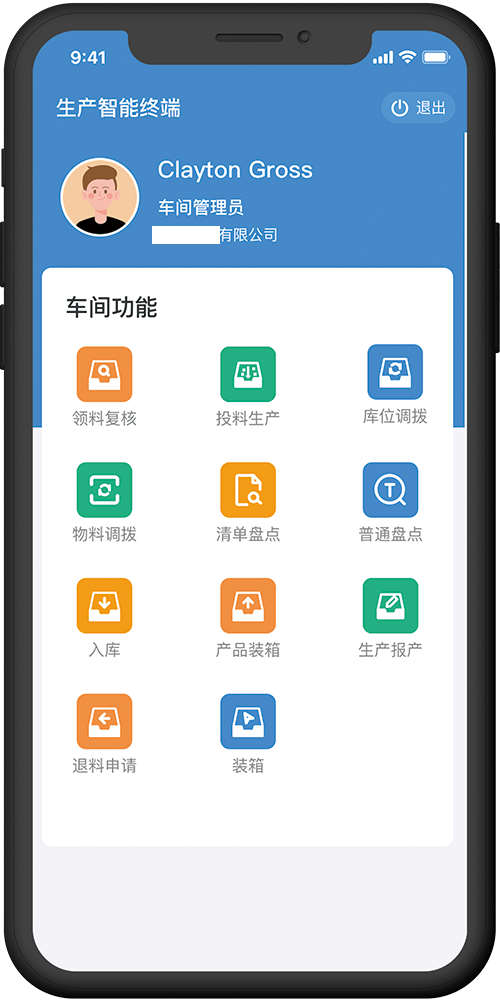 9:41
生产智能终端
退出
Clayton Gross
车间管理员
有限公司
车间功能
领料复核 投料生产 库位调拨
物料调拨 清单盘点 普通盘点
入库 产品装箱 生产报产
退料申请 装箱